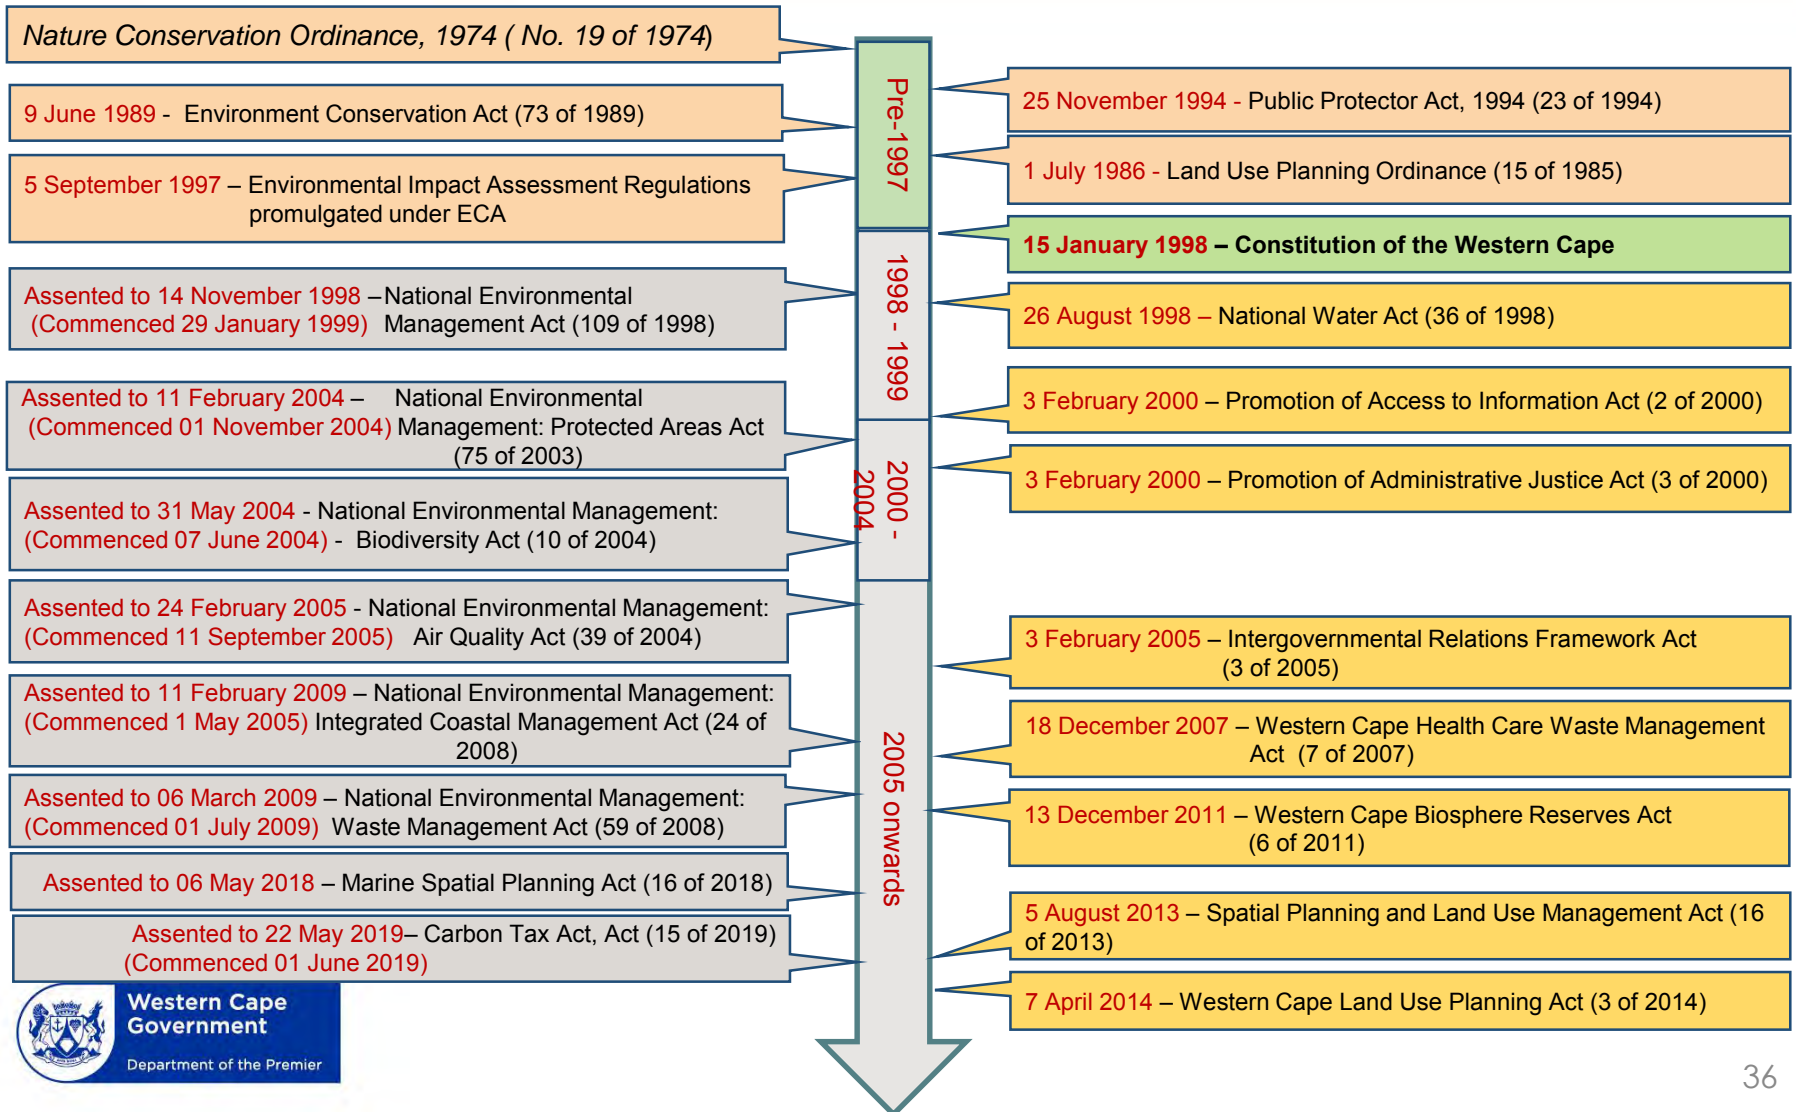 Nature Conservation Ordinance, 1974 ( No. 19 of 1974)
9 June 1989 - Environment Conservation Act (73 of 1989)
5 September 1997 – Environmental Impact Assessment Regulations
promulgated under ECA
Assented to 14 November 1998 –National Environmental
(Commenced 29 January 1999) Management Act (109 of 1998)
Assented to 11 February 2004 – National Environmental
(Commenced 01 November 2004) Management: Protected Areas Act
(75 of 2003)
Assented to 31 May 2004 - National Environmental Management:
(Commenced 07 June 2004) - Biodiversity Act (10 of 2004)
Assented to 24 February 2005 - National Environmental Management:
(Commenced 11 September 2005) Air Quality Act (39 of 2004)
Assented to 11 February 2009 – National Environmental Management:
(Commenced 1 May 2005) Integrated Coastal Management Act (24 of
2008)
Assented to 06 March 2009 – National Environmental Management:
(Commenced 01 July 2009) Waste Management Act (59 of 2008)
Assented to 06 May 2018 – Marine Spatial Planning Act (16 of 2018)
Assented to 22 May 2019– Carbon Tax Act, Act (15 of 2019)
(Commenced 01 June 2019)
Pre-1997
1998 - 1999
2000 -
2004
2005 onwards
25 November 1994 - Public Protector Act, 1994 (23 of 1994)
1 July 1986 - Land Use Planning Ordinance (15 of 1985)
15 January 1998 – Constitution of the Western Cape
26 August 1998 – National Water Act (36 of 1998)
3 February 2000 – Promotion of Access to Information Act (2 of 2000)
3 February 2000 – Promotion of Administrative Justice Act (3 of 2000)
3 February 2005 – Intergovernmental Relations Framework Act
(3 of 2005)
18 December 2007 – Western Cape Health Care Waste Management
Act (7 of 2007)
13 December 2011 – Western Cape Biosphere Reserves Act
(6 of 2011)
5 August 2013 – Spatial Planning and Land Use Management Act (16
of 2013)
7 April 2014 – Western Cape Land Use Planning Act (3 of 2014)
Western Cape
Government
Department of the Premier
36